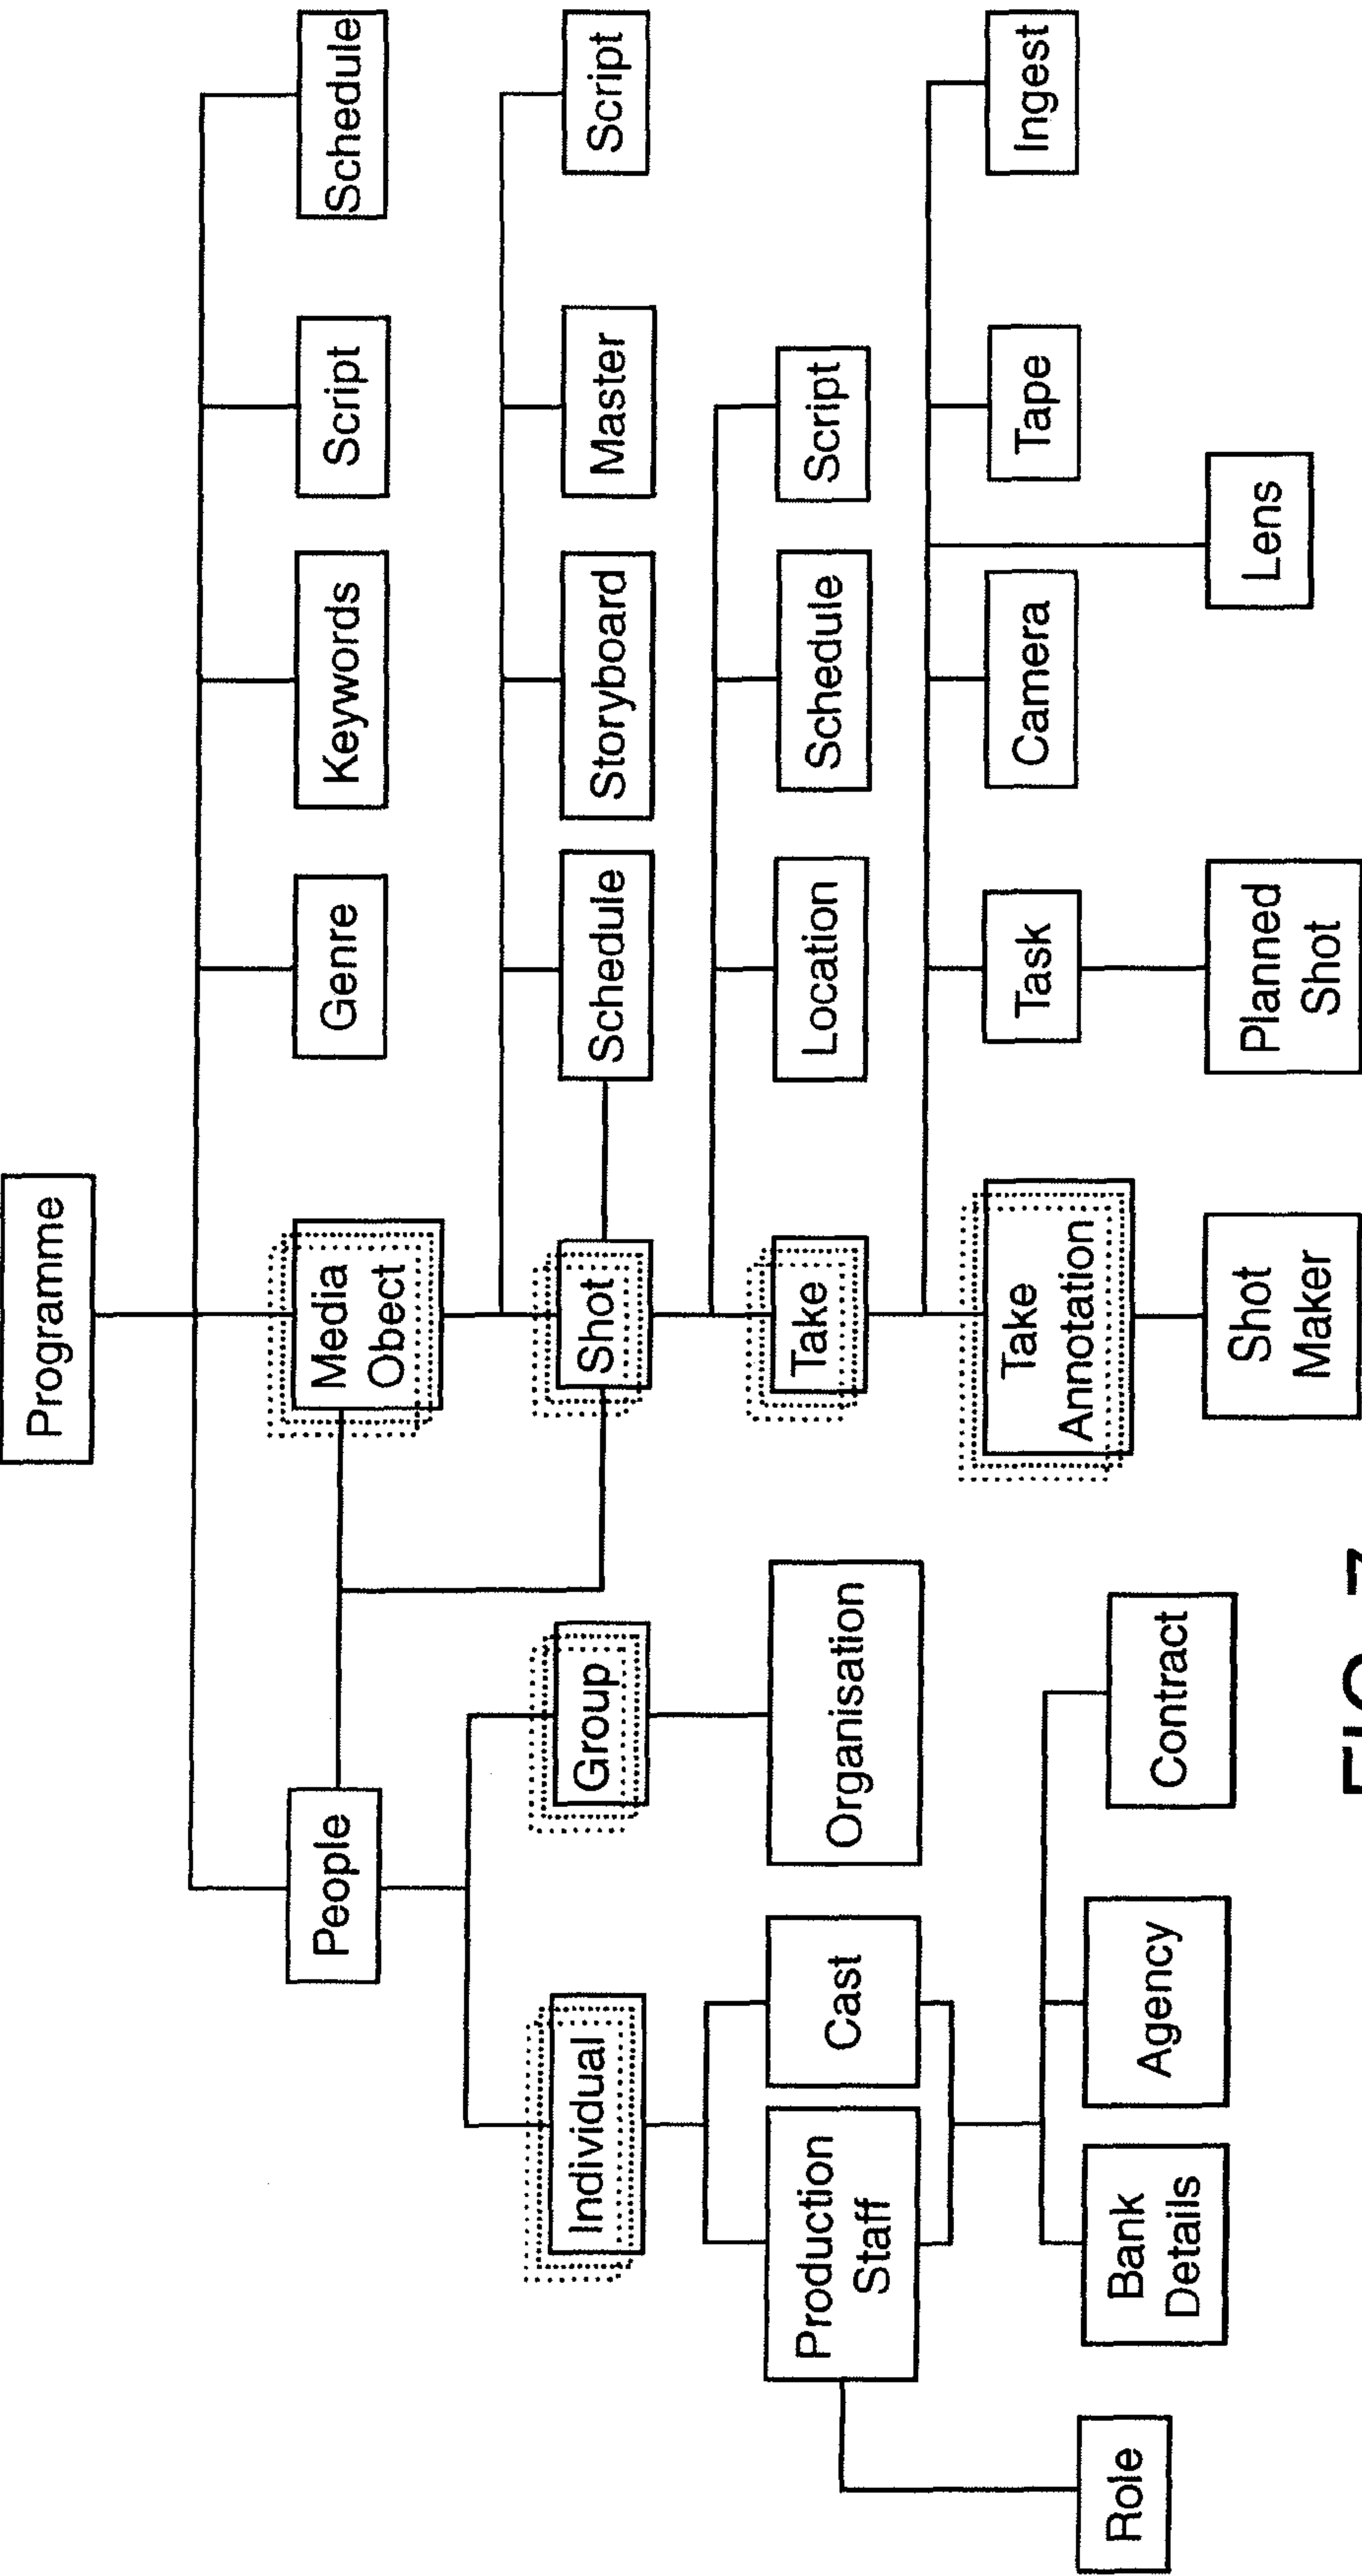 Programme
People
Media
Obect
Genre
Keywords
Script
Schedule
Individual
Group
Shot
Schedule
Storyboard
Master
Script
Production
Staff
Cast
Organisation
Take
Location
Schedule
Script
Take
Annotation
Task
Camera
Tape
Ingest
Role
Bank
Details
Agency
Contract
Shot
Maker
Planned
Shot
Lens
FIG. 7